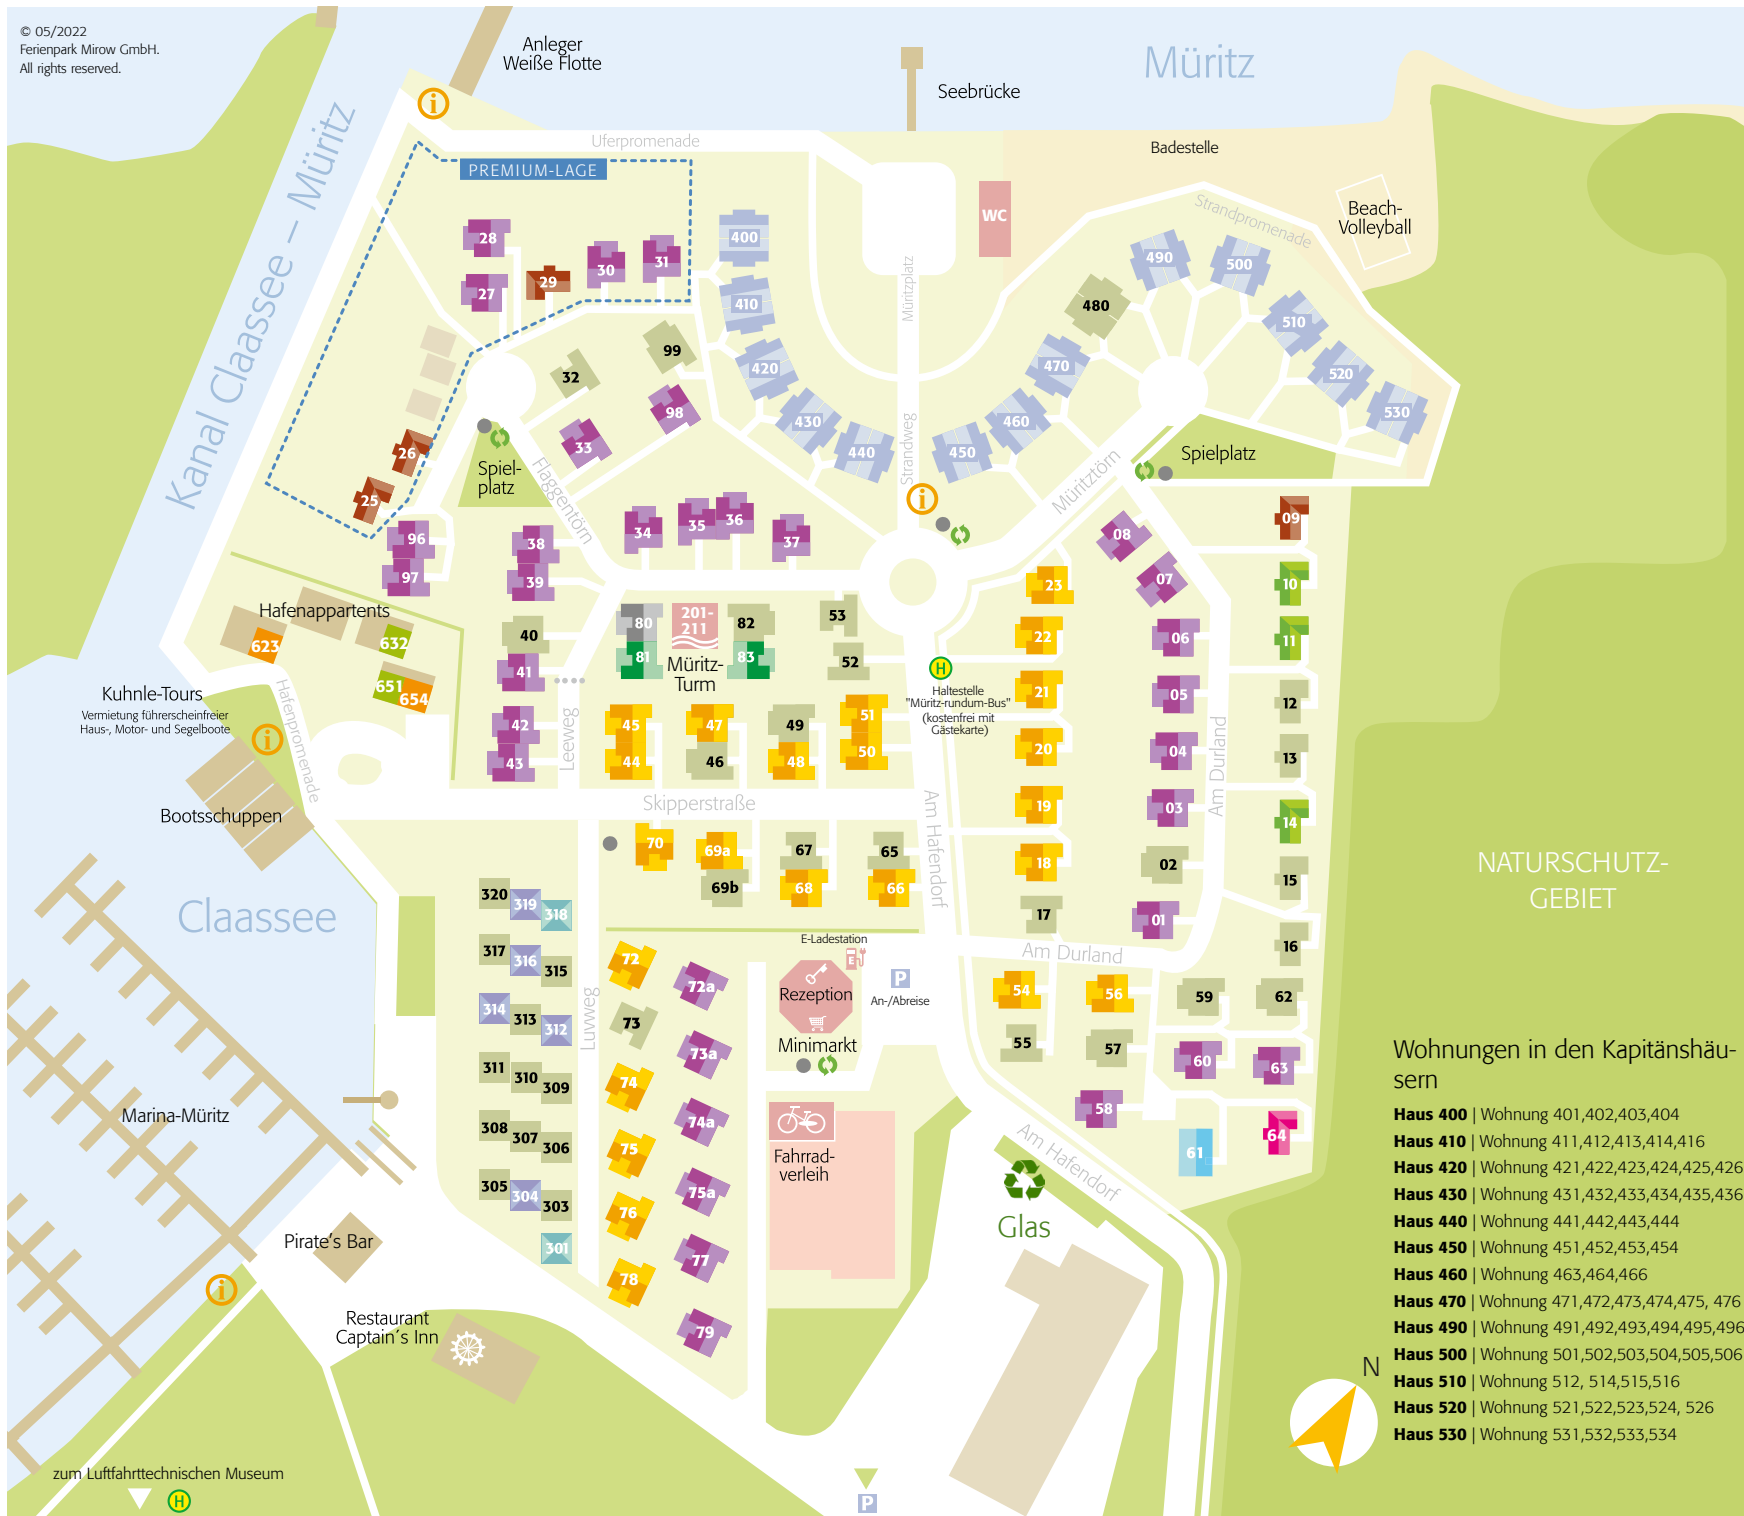 © 05/2022
Ferienpark Mirow GmbH.
All rights reserved.
Anleger
Weiße Flotte
Seebrücke
Müritz
Kanal Claassee – Müritz
i
Uferpromenade
PREMIUM-LAGE
Badestelle
WC
Strandpromenade
Beach-
Volleyball
Müritzplatz
28
27
29
30
31
400
410
420
430
440
450
460
470
480
490
500
510
520
530
32
99
98
33
26
25
Spiel-
platz
Flaggentörn
Strandweg
i
Müritztörn
Spielplatz
96
97
38
39
34
35
36
37
08
07
09
10
11
23
22
06
Hafenappartents
623
632
651
654
40
41
80
81
201-
211
82
83
53
52
Müritz-
Turm
H
Haltestelle
"Müritz-rundum-Bus"
(kostenfrei mit
Gästekarte)
21
05
12
Kuhnle-Tours
Vermietung führerscheinfreier
Haus-, Motor- und Segelboote
i
Hafenpromenade
42
43
Leeweg
45
44
47
46
49
48
51
50
20
04
13
Am Durland
Bootsschuppen
Skipperstraße
Am Hafendorf
19
03
14
70
69a
69b
67
68
65
66
18
02
15
17
01
16
NATURSCHUTZ-
GEBIET
Claassee
320
319
318
317
316
315
314
313
312
311
310
309
308
307
306
305
304
303
301
Luvweg
72
73
74
75
76
78
72a
73a
74a
75a
77
79
E-Ladestation
E
Rezeption
P
An-/Abreise
Minimarkt
Fahrrad-
verleih
Am Durland
54
55
56
57
59
62
60
63
58
61
64
Am Hafendorf
Glas
Marina-Müritz
Pirate's Bar
i
Restaurant
Captain´s Inn
zum Luftfahrttechnischen Museum
H
P
Wohnungen in den Kapitänshäu-
sern
Haus 400 | Wohnung 401,402,403,404
Haus 410 | Wohnung 411,412,413,414,416
Haus 420 | Wohnung 421,422,423,424,425,426
Haus 430 | Wohnung 431,432,433,434,435,436
Haus 440 | Wohnung 441,442,443,444
Haus 450 | Wohnung 451,452,453,454
Haus 460 | Wohnung 463,464,466
Haus 470 | Wohnung 471,472,473,474,475, 476
Haus 490 | Wohnung 491,492,493,494,495,496
Haus 500 | Wohnung 501,502,503,504,505,506
Haus 510 | Wohnung 512, 514,515,516
Haus 520 | Wohnung 521,522,523,524, 526
Haus 530 | Wohnung 531,532,533,534
N